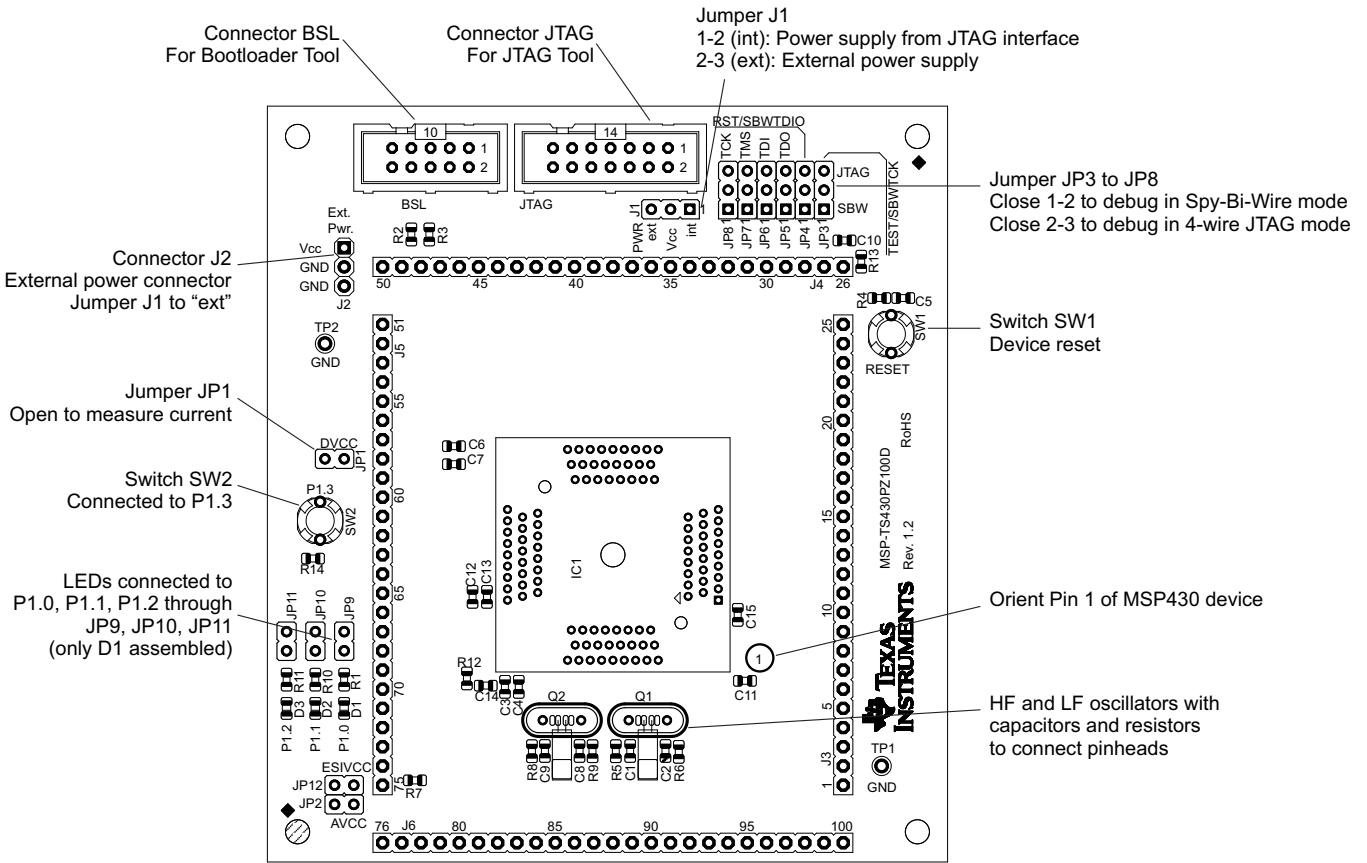 Connector BSL
For Bootloader Tool
Connector JTAG
For JTAG Tool
Jumper J1
1-2 (int): Power supply from JTAG interface
2-3 (ext): External power supply
10
1
2
BSL
14
1
2
JTAG
RST/SBWTDIO
TCK
TMS
TDI
TDO
JTAG
SBW
TEST/SBWTCK
J1
1
PWR
ext
Vcc
int
JP8 1
JP7 1
JP6 1
JP5 1
JP4 1
JP3 1
Jumper JP3 to JP8
Close 1-2 to debug in Spy-Bi-Wire mode
Close 2-3 to debug in 4-wire JTAG mode
Ext.
Pwr.
Vcc
GND
GND
J2
R2
R3
C10
R13
Connector J2
External power connector
Jumper J1 to “ext”
50
45
40
35
30
J4
26
R4
C5
SW1
RESET
Switch SW1
Device reset
TP2
GND
51
J5
55
60
65
70
75
25
20
15
10
5
J3
1
Jumper JP1
Open to measure current
DVCC
JP1
C6
C7
Switch SW2
Connected to P1.3
P1.3
SW2
R14
IC1
C12
C13
C15
MSP-TS430PZ100D
Rev. 1.2
RoHS
TEXAS
INSTRUMENTS
LEDs connected to
P1.0, P1.1, P1.2 through
JP9, JP10, JP11
(only D1 assembled)
JP11
JP10
JP9
R11
R10
R1
D3
D2
D1
P1.2
P1.1
P1.0
Orient Pin 1 of MSP430 device
1
R12
C14
C3
C4
C11
Q2
Q1
R8
C9
C8
R9
R5
C1
C2
R6
HF and LF oscillators with
capacitors and resistors
to connect pinheads
TP1
GND
ESIVCC
JP12
JP2
AVCC
R7
76
J6
80
85
90
95
100